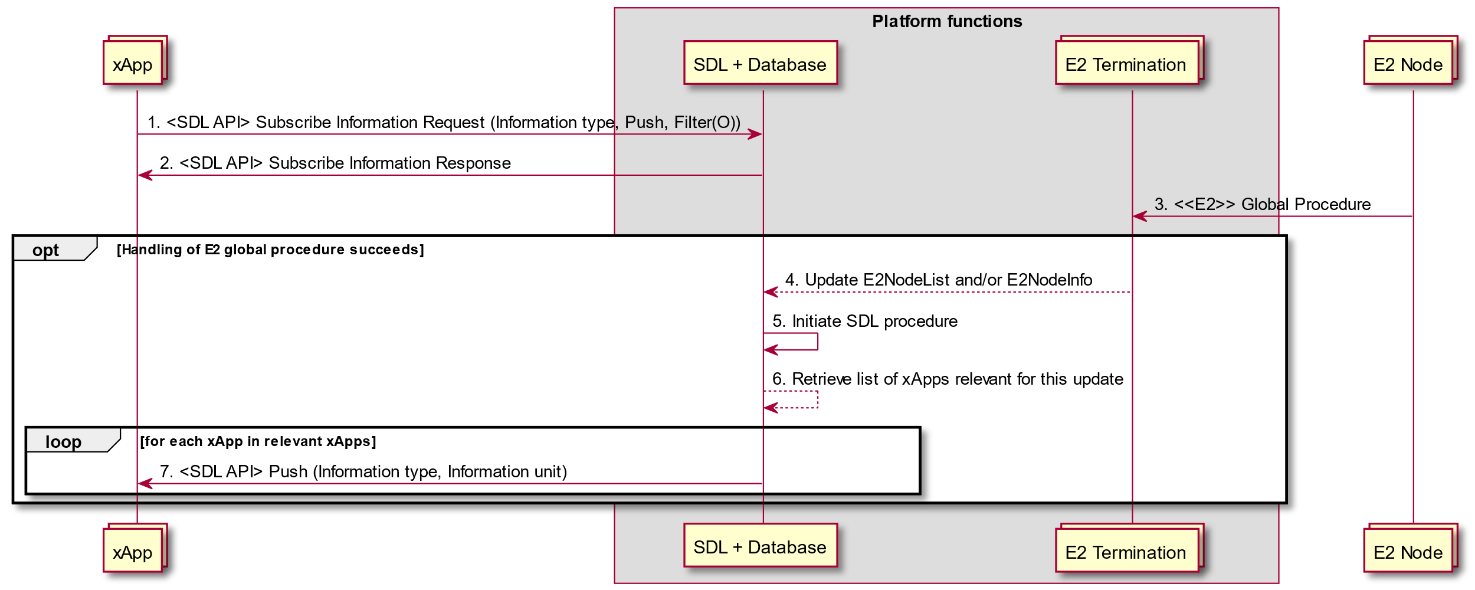 Platform functions
xApp
SDL + Database
E2 Termination
E2 Node
1. <SDL API> Subscribe Information Request (Information type, Push, Filter(O))
2. <SDL API> Subscribe Information Response
3. <<E2>> Global Procedure
opt
[Handling of E2 global procedure succeeds]
4. Update E2NodeList and/or E2NodeInfo
5. Initiate SDL procedure
6. Retrieve list of xApps relevant for this update
loop
[for each xApp in relevant xApps]
7. <SDL API> Push (Information type, Information unit)
xApp
SDL + Database
E2 Termination
E2 Node